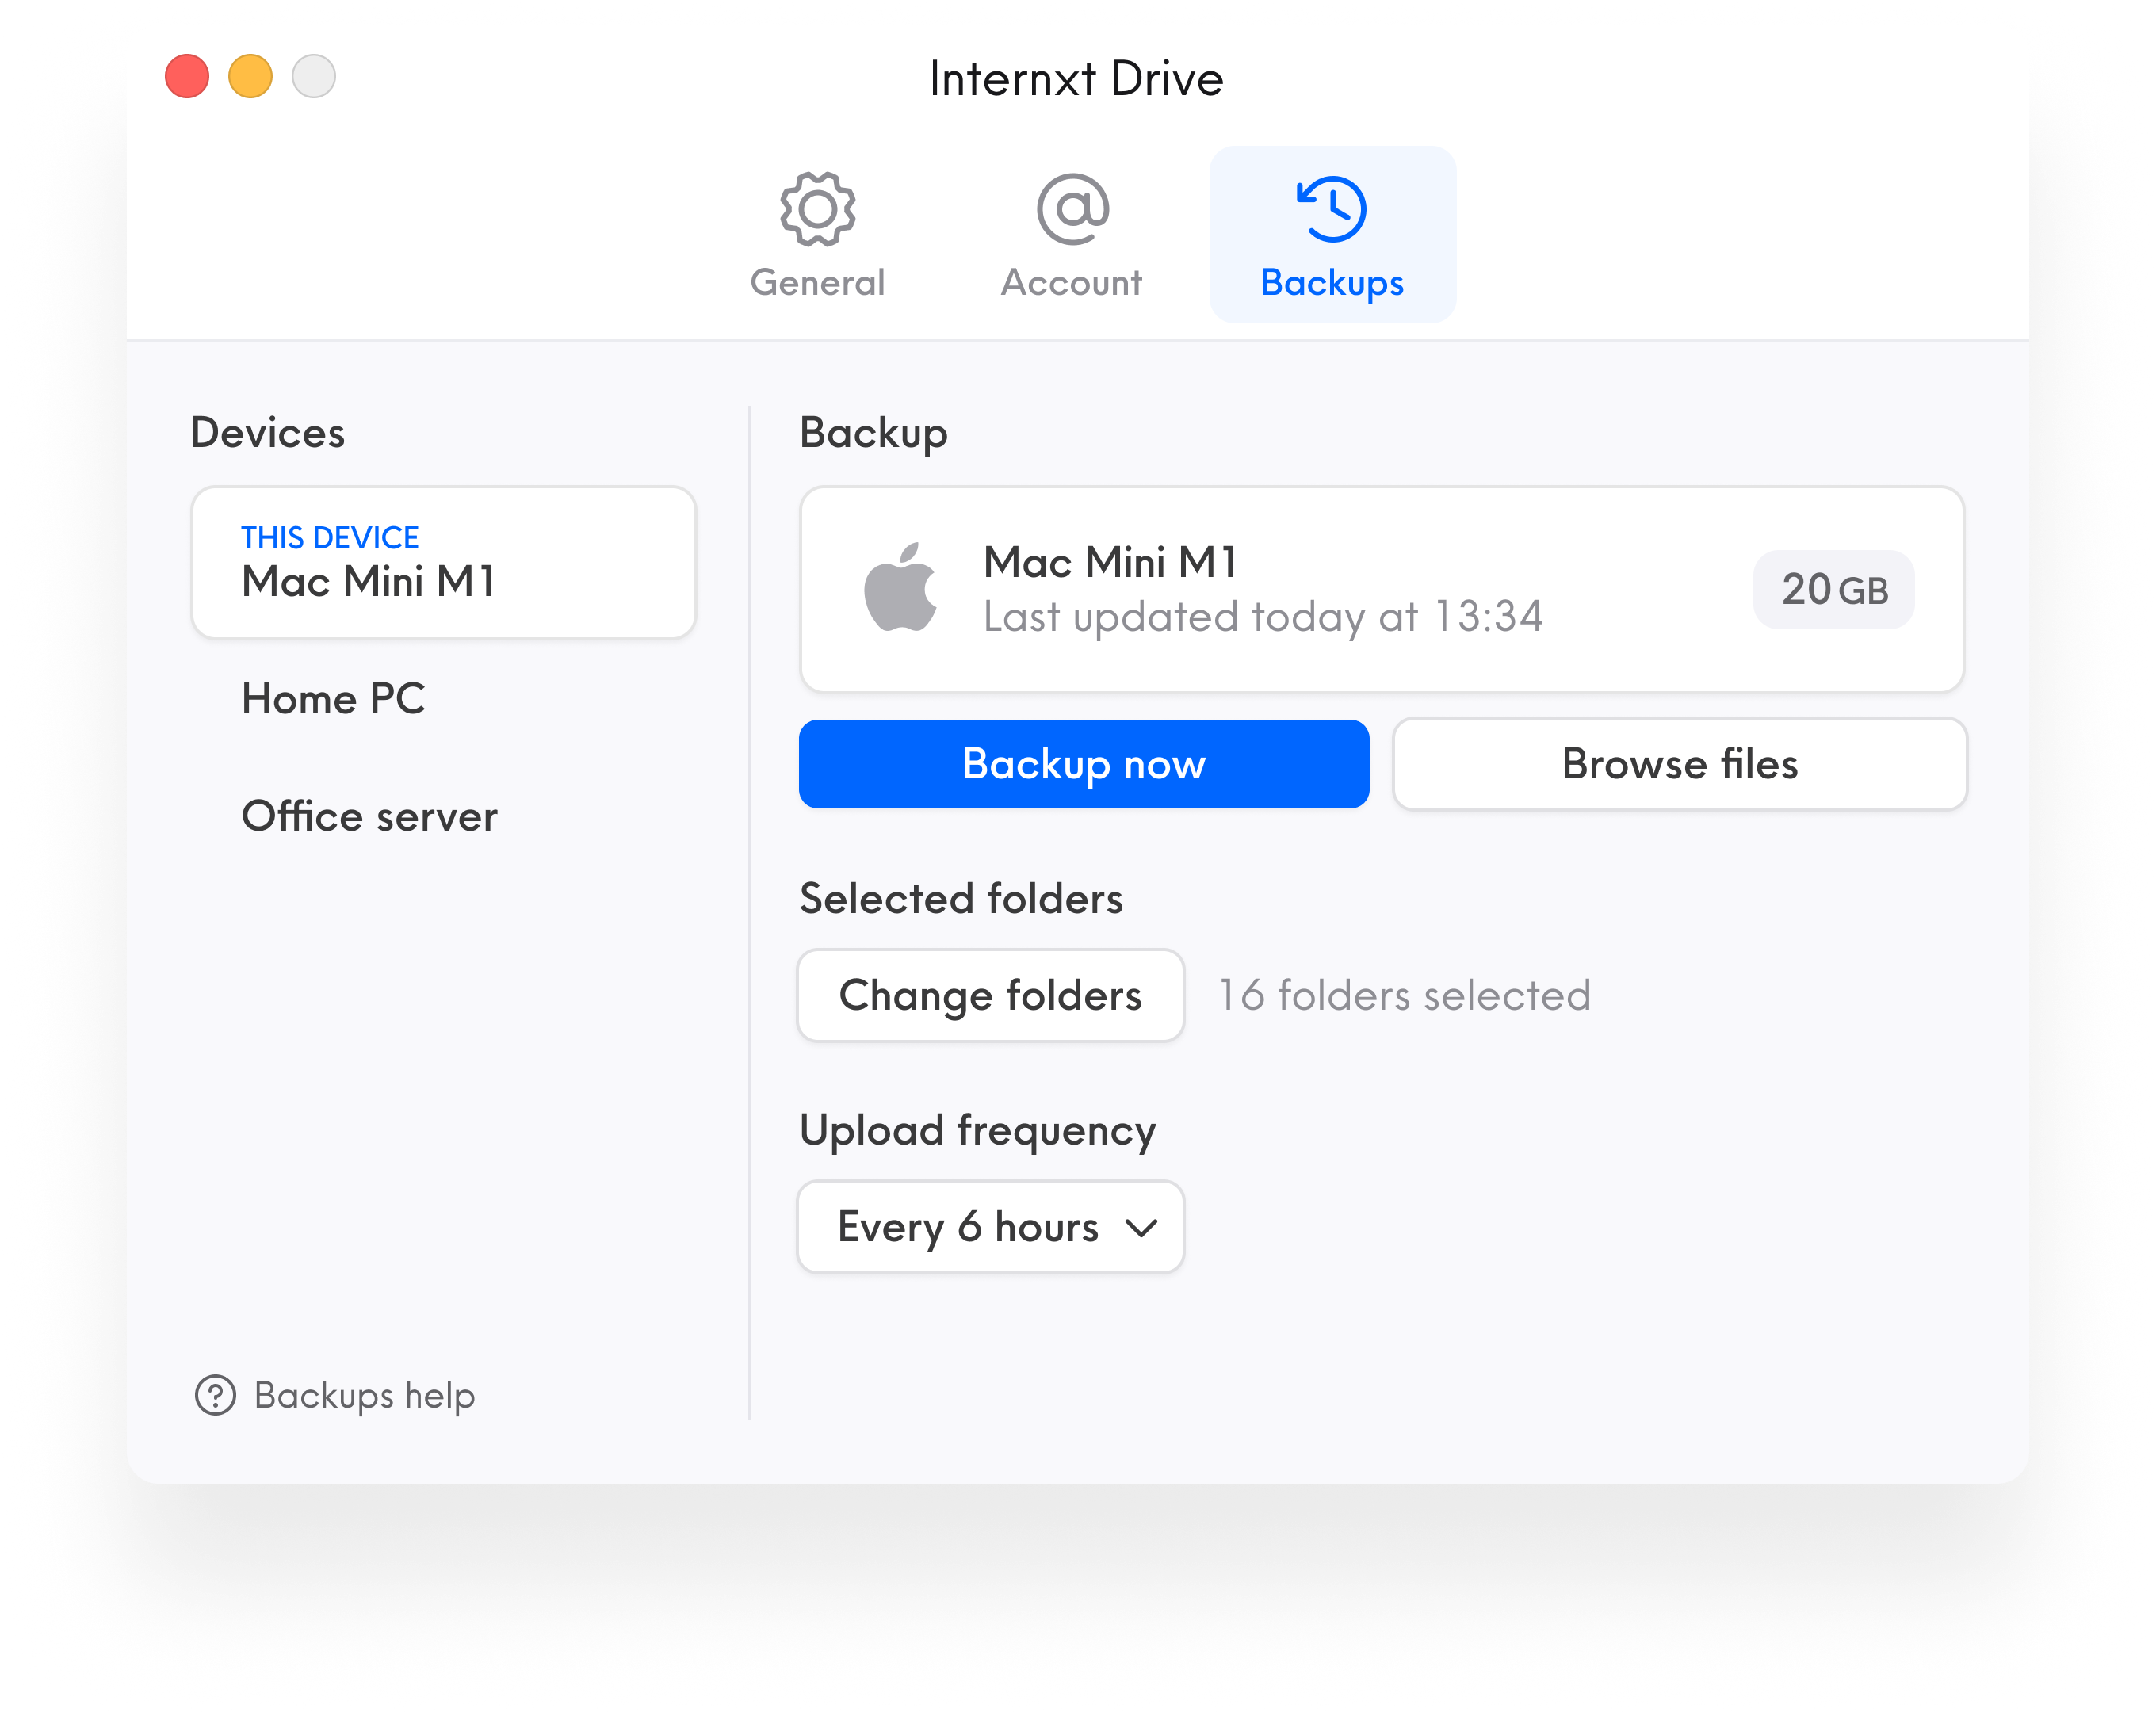 Internxt Drive
General
Account
Backups
Devices
THIS DEVICE
Mac Mini M1
Home PC
Office server
Backups help
Backup
Mac Mini M1
Last updated today at 13:34
20 GB
Backup now
Browse files
Selected folders
Change folders
16 folders selected
Upload frequency
Every 6 hours